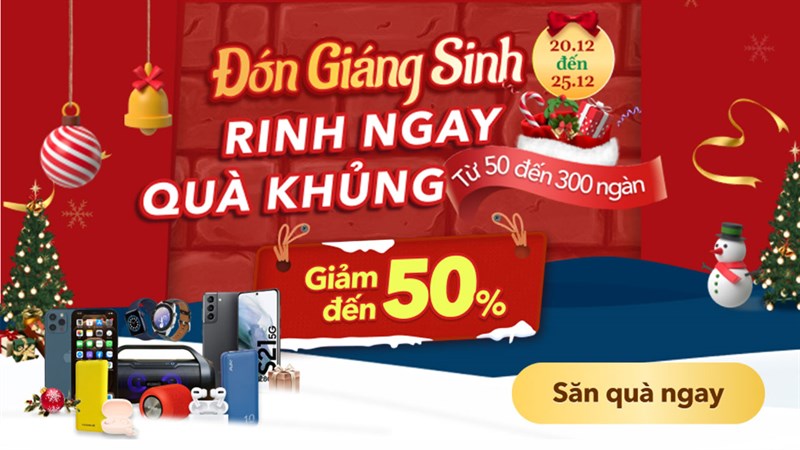 Đón Giáng Sinh
20.12
đến
25.12
RINH NGAY
QUÀ KHỦNG
Từ 50 đến 300 ngàn
Giảm
đến
50%
S21
5G
Săn quà ngay